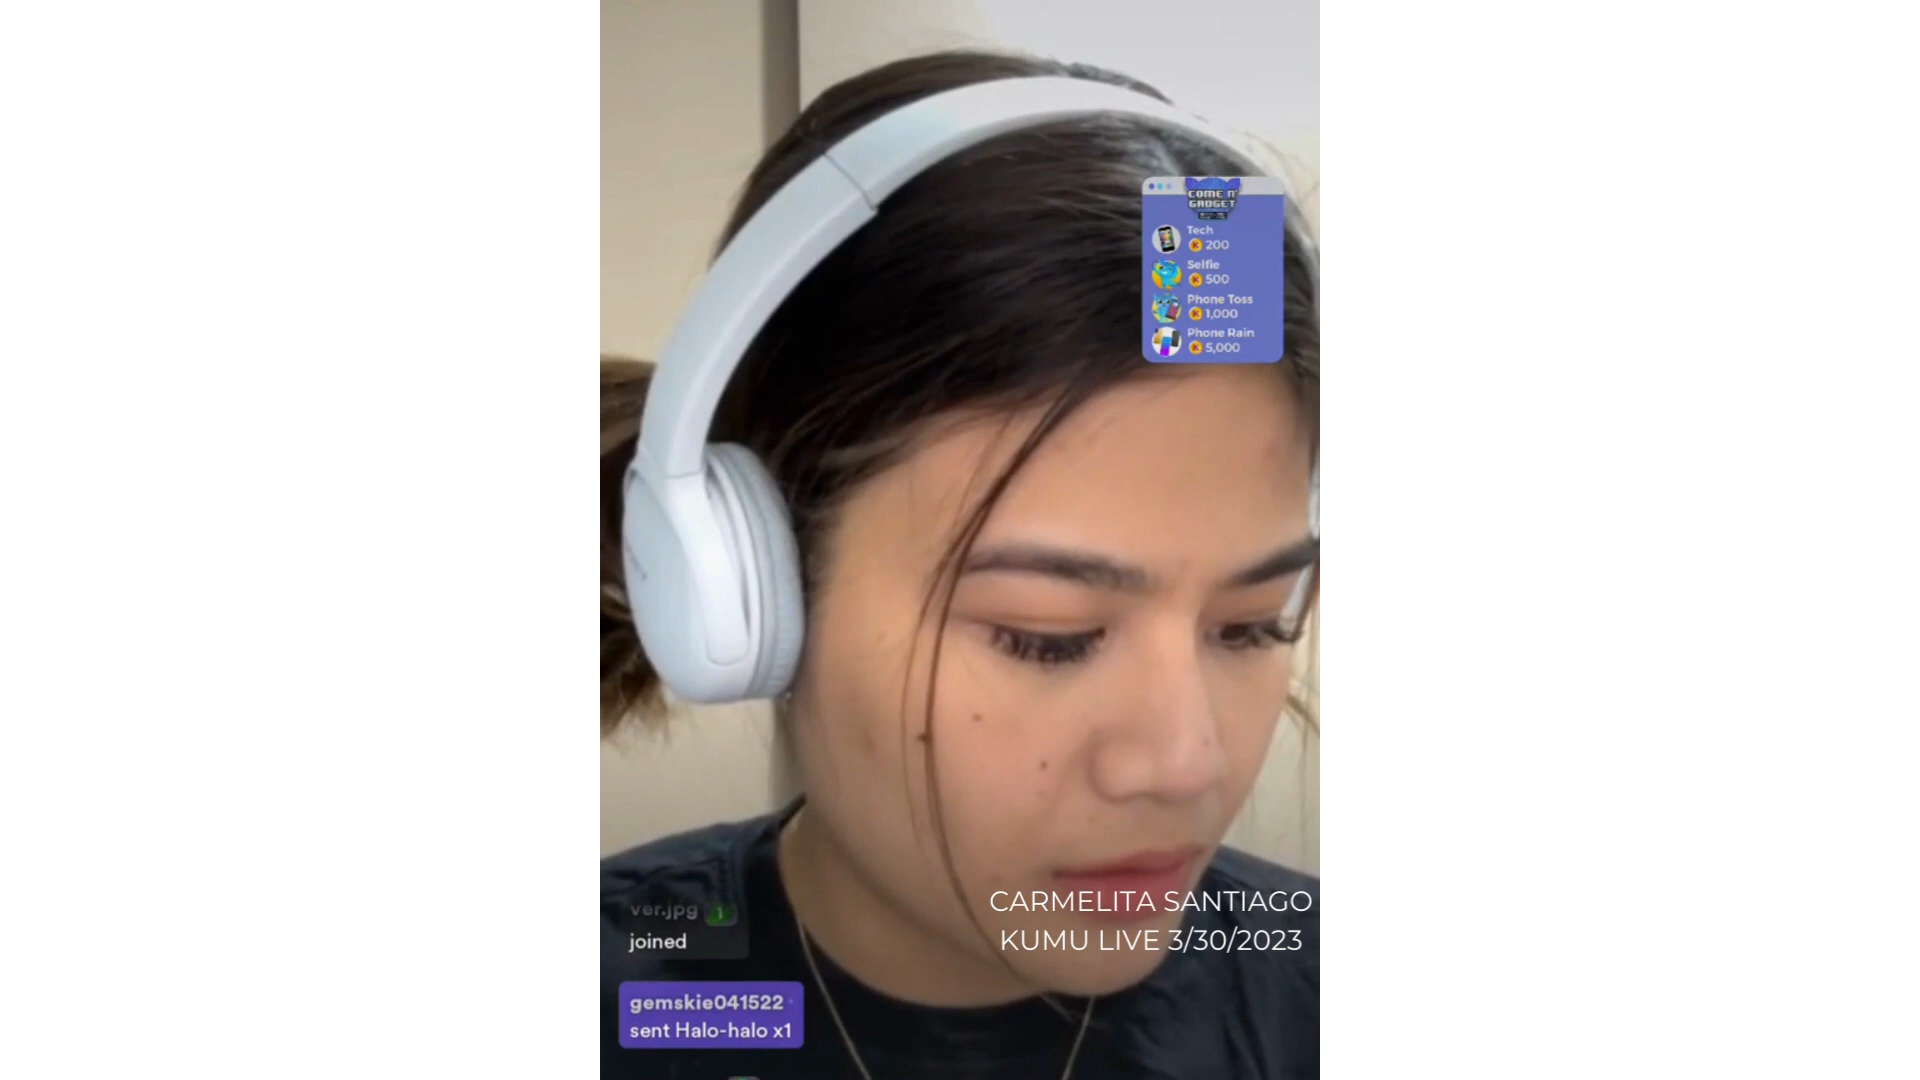 COME N'
GADGET
Tech
200
Selfie
500
Phone Toss
1,000
Phone Rain
5,000
ver.jpg 1
joined
CARMELITA SANTIAGO
KUMU LIVE 3/30/2023
gemskie041522
sent Halo-halo x1